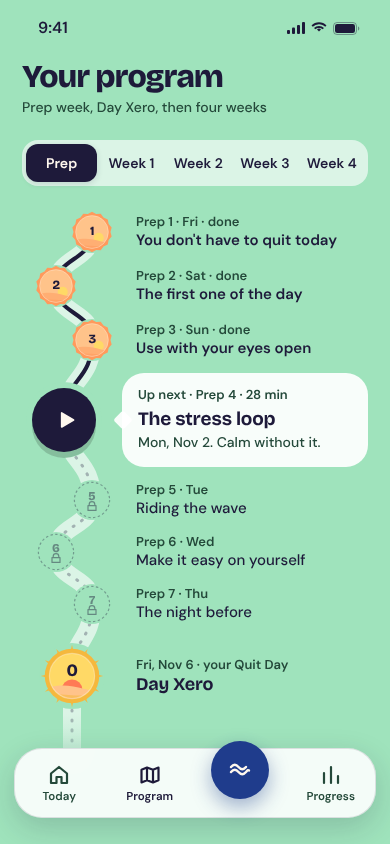 9:41
Your program
Prep week, Day Xero, then four weeks
Prep Week 1 Week 2 Week 3 Week 4
1
Prep 1 · Fri · done
You don't have to quit today
2
Prep 2 · Sat · done
The first one of the day
3
Prep 3 · Sun · done
Use with your eyes open
Up next · Prep 4 · 28 min
The stress loop
Mon, Nov 2. Calm without it.
5
Prep 5 · Tue
Riding the wave
6
Prep 6 · Wed
Make it easy on yourself
7
Prep 7 · Thu
The night before
0
Fri, Nov 6 · your Quit Day
Day Xero
Today Program Progress